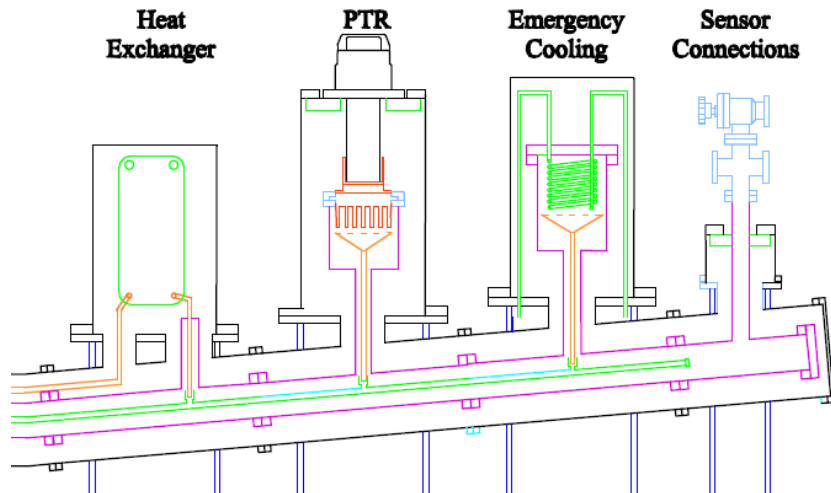 Heat
Exchanger
PTR
Emergency
Cooling
Sensor
Connections